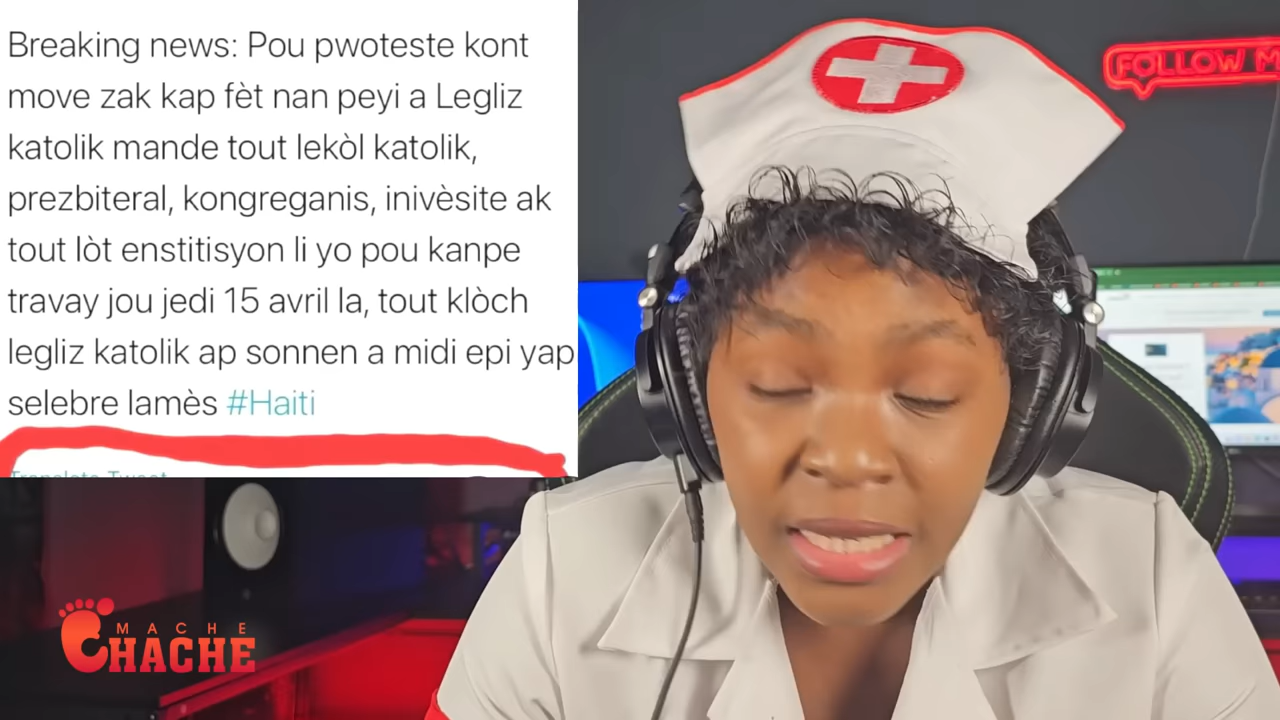 Breaking news: Pou pwoteste kont
move zak kap fèt nan peyi a Legliz
katolik mande tout lekòl katolik,
prezbiteral, kongreganis, inivèsite ak
tout lòt enstitisyon li yo pou kanpe
travay jou jedi 15 avril la, tout klòch
legliz katolik ap sonnen a midi epi yap
selebre lamès #Haiti
Translate Tweet
FOLLOW M
MACHE
CHACHE